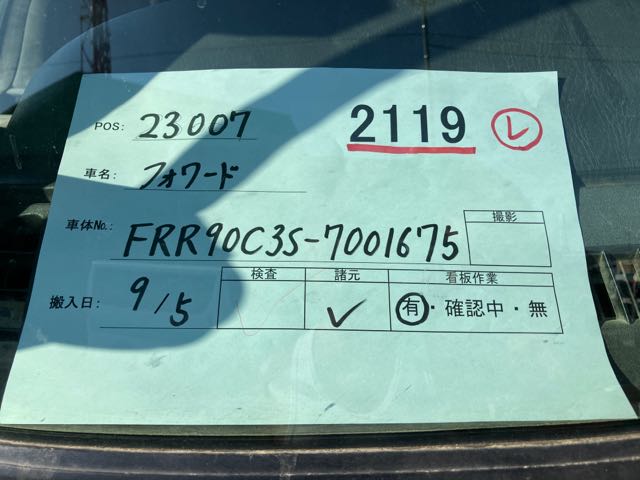 POS: 23007 2119 レ
車名: フォワード
車体No.: FRR90C3S-7001675
撮影
搬入日: 9/5
検査 諸元 看板作業
✓ 有・確認中・無